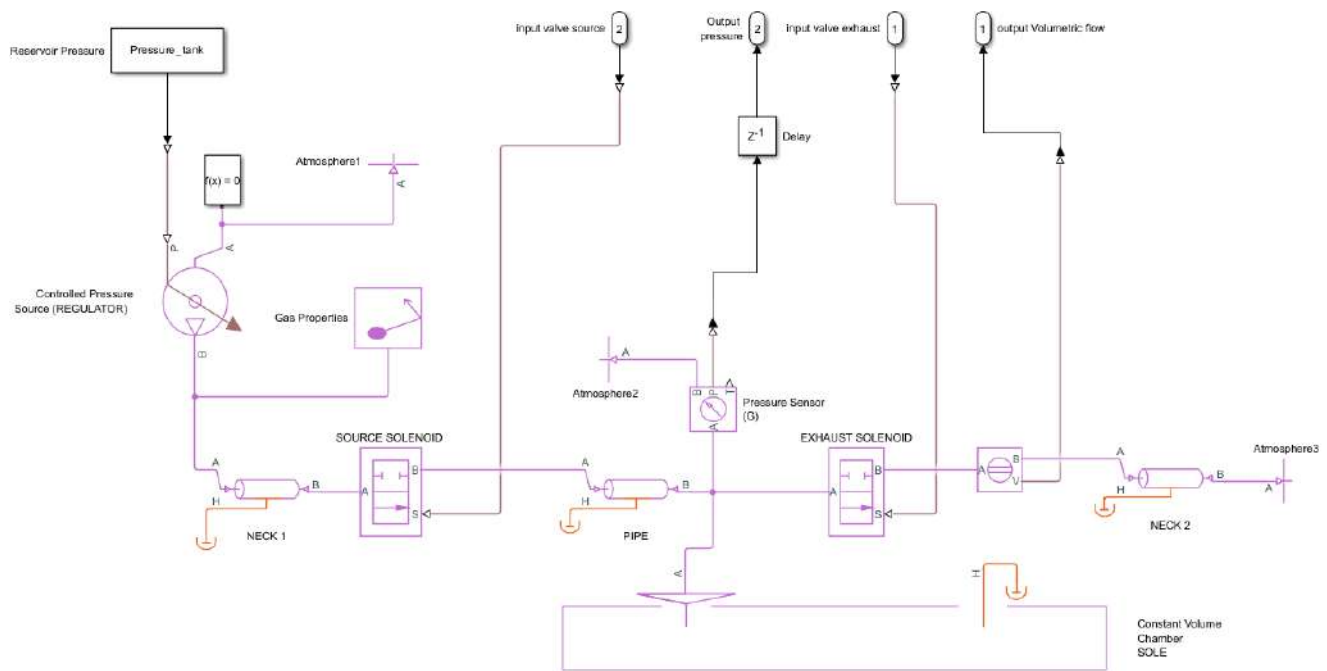 input valve source
2
Output
pressure
2
input valve exhaust
1
1
output Volumetric flow
Reservoir Pressure
Pressure_tank
Z-1
Delay
Atmosphere1
A
f(x) = 0
P
A
Controlled Pressure
Source (REGULATOR)
Gas Properties
B
A
Atmosphere2
B
P
T
A
Pressure Sensor
(G)
SOURCE SOLENOID
EXHAUST SOLENOID
Atmosphere3
A
H
B
NECK 1
A
B
S
A
H
B
PIPE
A
B
S
A
B
V
A
H
B
A
NECK 2
A
H
Constant Volume
Chamber
SOLE